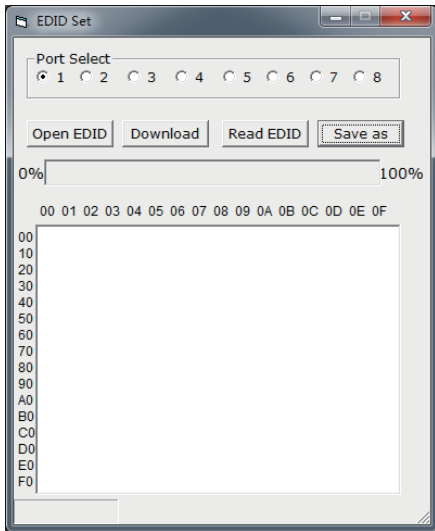 EDID Set
Port Select
1 2 3 4 5 6 7 8
Open EDID Download Read EDID Save as
0% 100%
00 01 02 03 04 05 06 07 08 09 0A 0B 0C 0D 0E 0F
00
10
20
30
40
50
60
70
80
90
A0
B0
C0
D0
E0
F0